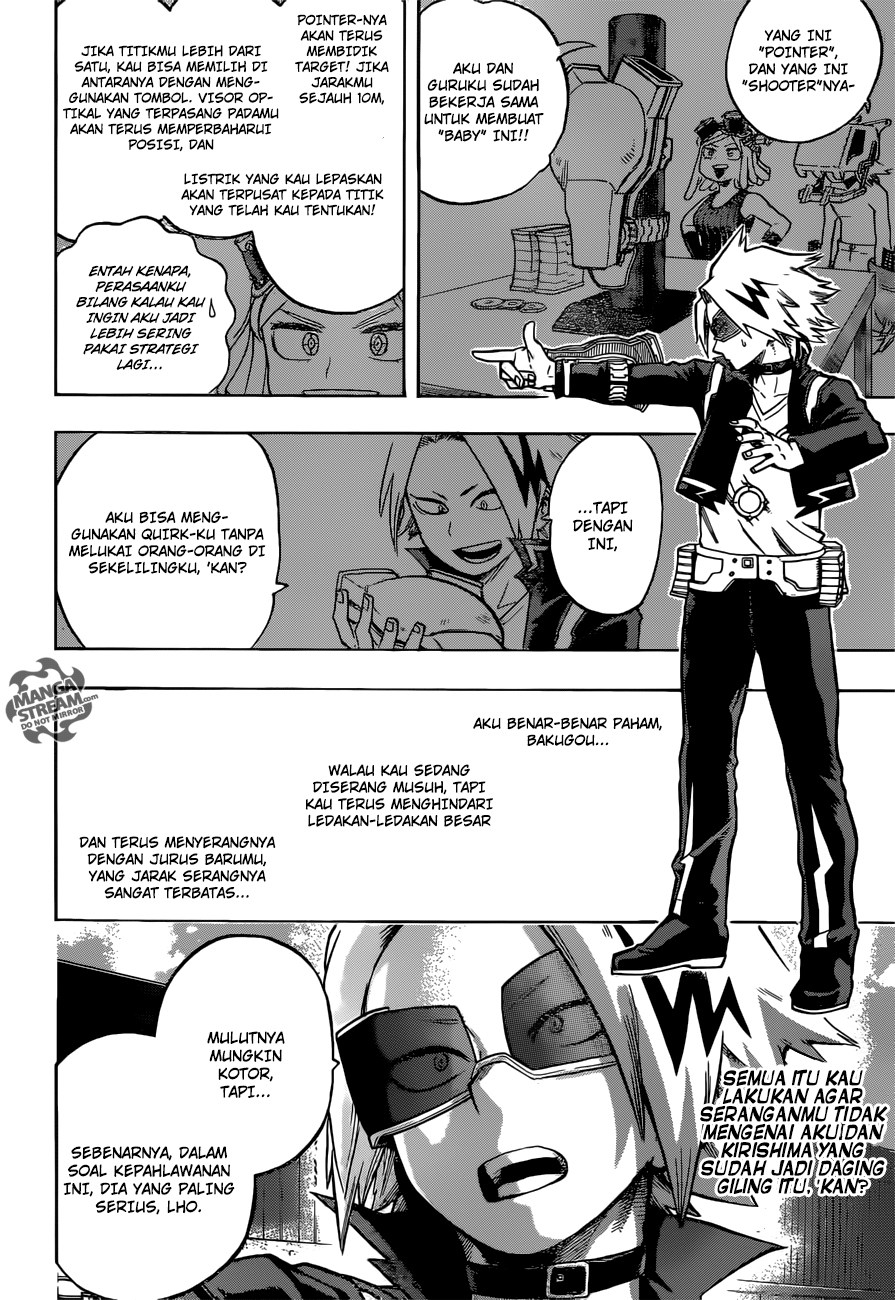 YANG INI
"POINTER",
DAN YANG INI
"SHOOTER"NYA-
AKU DAN
GURUKU SUDAH
BEKERJA SAMA
UNTUK MEMBUAT
"BABY" INI!!
POINTER-NYA
AKAN TERUS
MEMBIDIK
TARGET! JIKA
JARAKMU
SEJAUH 10M,
JIKA TITIKMU LEBIH DARI
SATU, KAU BISA MEMILIH DI
ANTARANYA DENGAN MENG-
GUNAKAN TOMBOL. VISOR OP-
TIKAL YANG TERPASANG PADAMU
AKAN TERUS MEMPERBAHARUI
POSISI, DAN
LISTRIK YANG KAU LEPASKAN
AKAN TERPUSAT KEPADA TITIK
YANG TELAH KAU TENTUKAN!
ENTAH KENAPA,
PERASAANKU
BILANG KALAU KAU
INGIN AKU JADI
LEBIH SERING
PAKAI STRATEGI
LAGI...
...TAPI
DENGAN
INI,
AKU BISA MENG-
GUNAKAN QUIRK-KU TANPA
MELUKAI ORANG-ORANG DI
SEKELILINGKU, 'KAN?
MANGA
STREAM.com
DO NOT MIRROR
AKU BENAR-BENAR PAHAM,
BAKUGOU...
WALAU KAU SEDANG
DISERANG MUSUH, TAPI
KAU TERUS MENGHINDARI
LEDAKAN-LEDAKAN BESAR
DAN TERUS MENYERANGNYA
DENGAN JURUS BARUMU,
YANG JARAK SERANGNYA
SANGAT TERBATAS...
SEMUA ITU KAU
LAKUKAN AGAR
SERANGANMU TIDAK
MENGENAI AKUIDAN
KIRISHIMA YANG
SUDAH JADI DAGING
GILING ITU, 'KAN?
MULUTNYA
MUNGKIN
KOTOR,
TAPI...
SEBENARNYA, DALAM
SOAL KEPAHLAWANAN
INI, DIA YANG PALING
SERIUS, LHO.